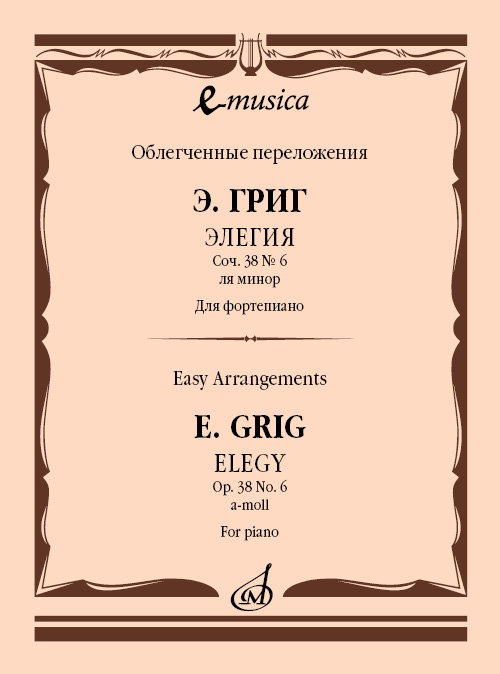 e-musica
Облегченные переложения
Э. ГРИГ
ЭЛЕГИЯ
Соч. 38 № 6
ля минор
Для фортепиано
Easy Arrangements
E. GRIG
ELEGY
Op. 38 No. 6
a-moll
For piano
М